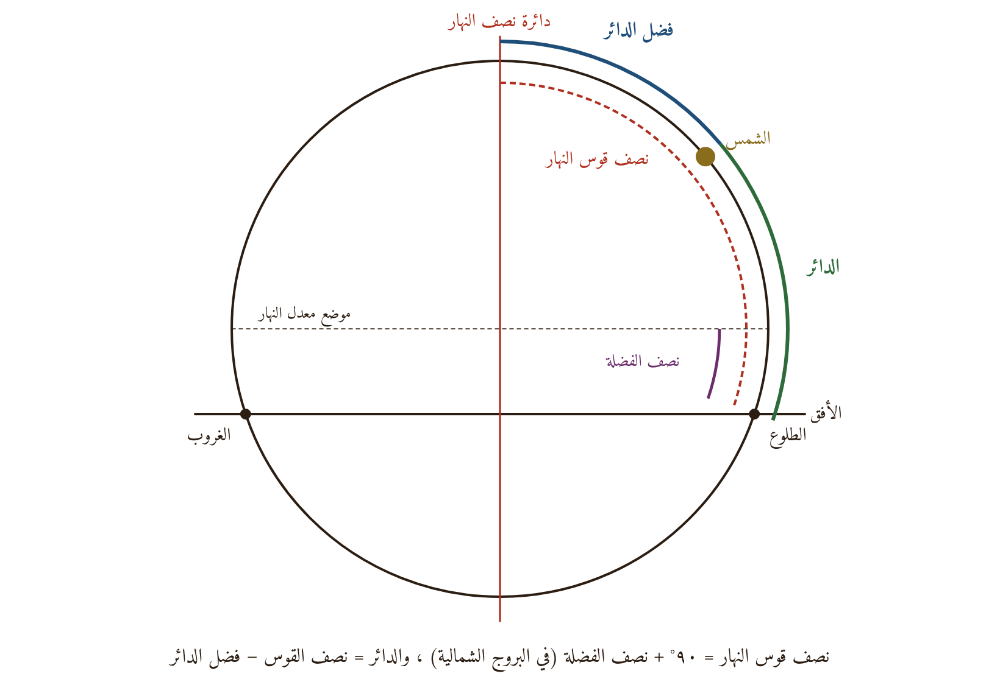 دائرة نصف النهار
فضل الدائر
الشمس
نصف قوس النهار
الدائر
موضع معدل النهار
نصف الفضلة
الأفق
الطلوع
الغروب
نصف قوس النهار = ٩٠° + نصف الفضلة (في البروج الشمالية) ، والدائر = نصف القوس − فضل الدائر